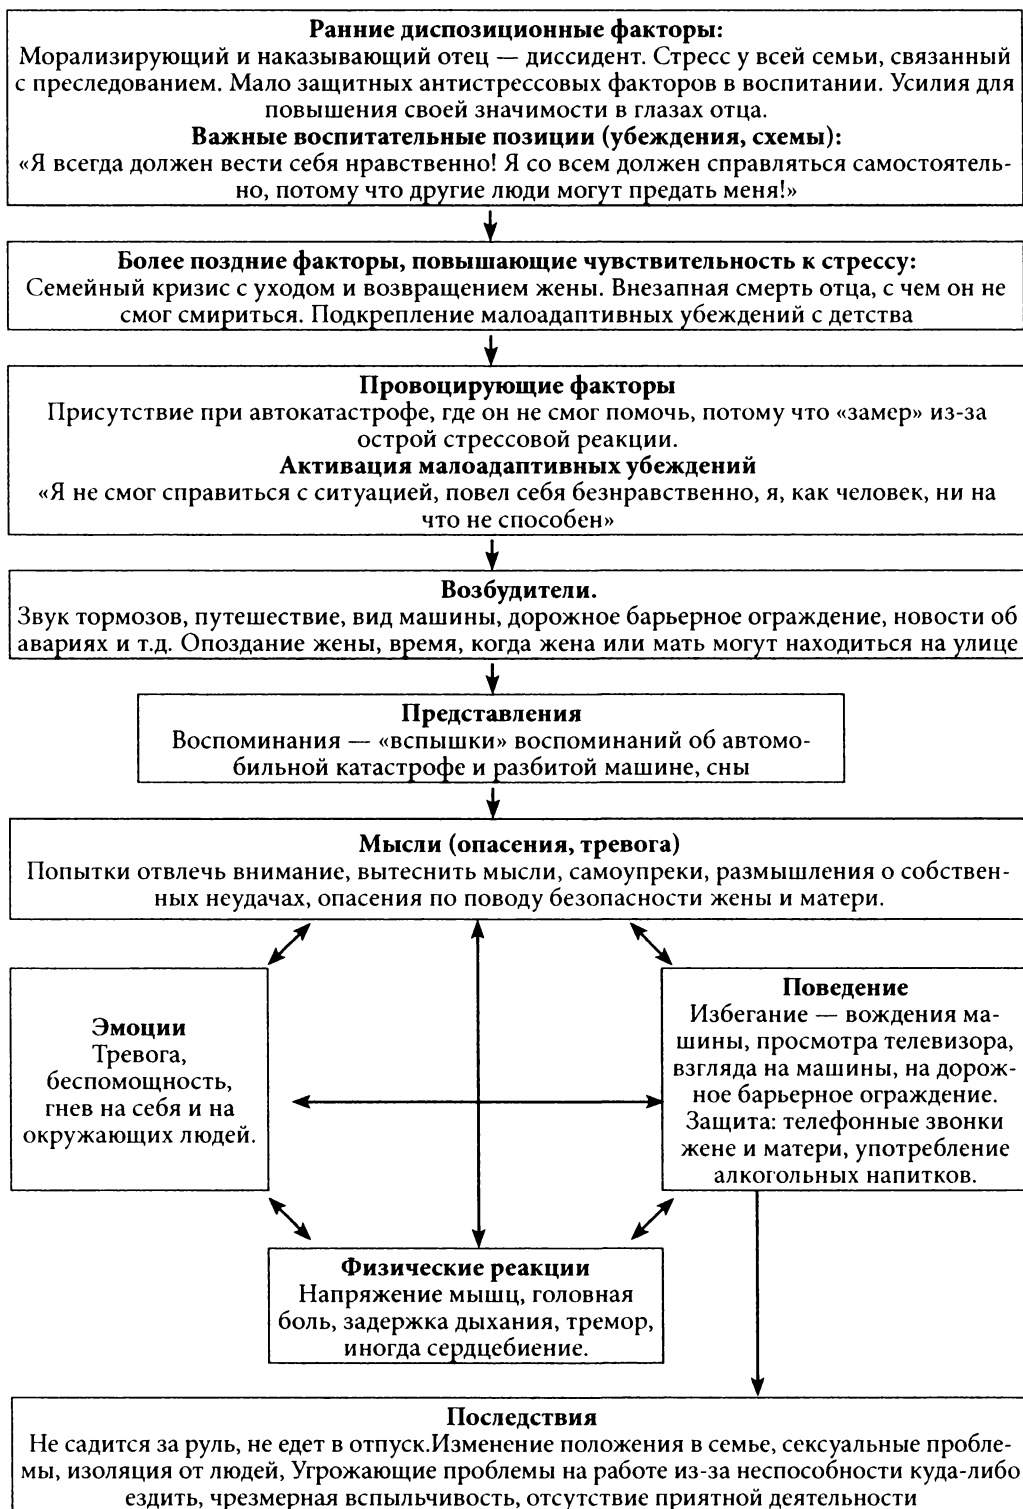 Ранние диспозиционные факторы:
Морализирующий и наказывающий отец — диссидент. Стресс у всей семьи, связанный
с преследованием. Мало защитных антистрессовых факторов в воспитании. Усилия для
повышения своей значимости в глазах отца.
Важные воспитательные позиции (убеждения, схемы):
«Я всегда должен вести себя нравственно! Я со всем должен справляться самостоятель-
но, потому что другие люди могут предать меня!»
Более поздние факторы, повышающие чувствительность к стрессу:
Семейный кризис с уходом и возвращением жены. Внезапная смерть отца, с чем он не
смог смириться. Подкрепление малоадаптивных убеждений с детства
Провоцирующие факторы
Присутствие при автокатастрофе, где он не смог помочь, потому что «замер» из-за
острой стрессовой реакции.
Активация малоадаптивных убеждений
«Я не смог справиться с ситуацией, повел себя безнравственно, я, как человек, ни на
что не способен»
Возбудители.
Звук тормозов, путешествие, вид машины, дорожное барьерное ограждение, новости об
авариях и т.д. Опоздание жены, время, когда жена или мать могут находиться на улице
Представления
Воспоминания — «вспышки» воспоминаний об автомо-
бильной катастрофе и разбитой машине, сны
Мысли (опасения, тревога)
Попытки отвлечь внимание, вытеснить мысли, самоупреки, размышления о собствен-
ных неудачах, опасения по поводу безопасности жены и матери.
Эмоции
Тревога,
беспомощность,
гнев на себя и на
окружающих людей.
Поведение
Избегание — вождения ма-
шины, просмотра телевизора,
взгляда на машины, на дорож-
ное барьерное ограждение.
Защита: телефонные звонки
жене и матери, употребление
алкогольных напитков.
Физические реакции
Напряжение мышц, головная
боль, задержка дыхания, тремор,
иногда сердцебиение.
Последствия
Не садится за руль, не едет в отпуск.Изменение положения в семье, сексуальные пробле-
мы, изоляция от людей, Угрожающие проблемы на работе из-за неспособности куда-либо
ездить, чрезмерная вспыльчивость, отсутствие приятной деятельности